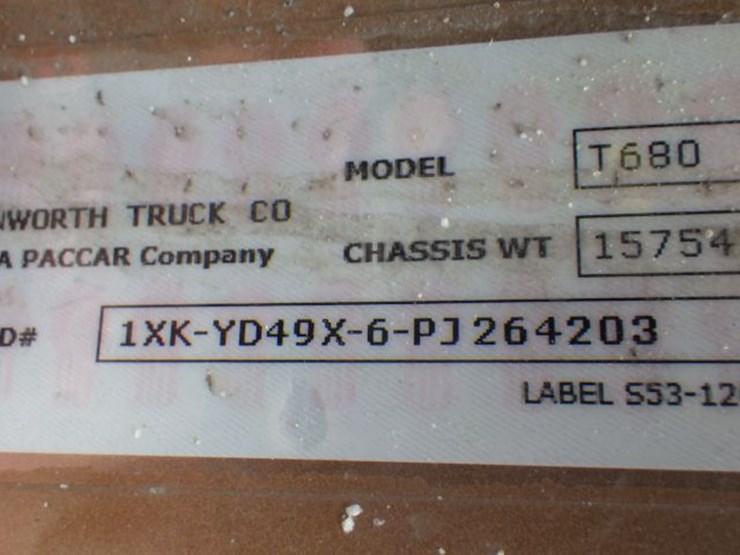 MODEL T680
NWORTH TRUCK CO
A PACCAR Company
CHASSIS WT 15754
D# 1XK-YD49X-6-PJ264203
LABEL S53-12